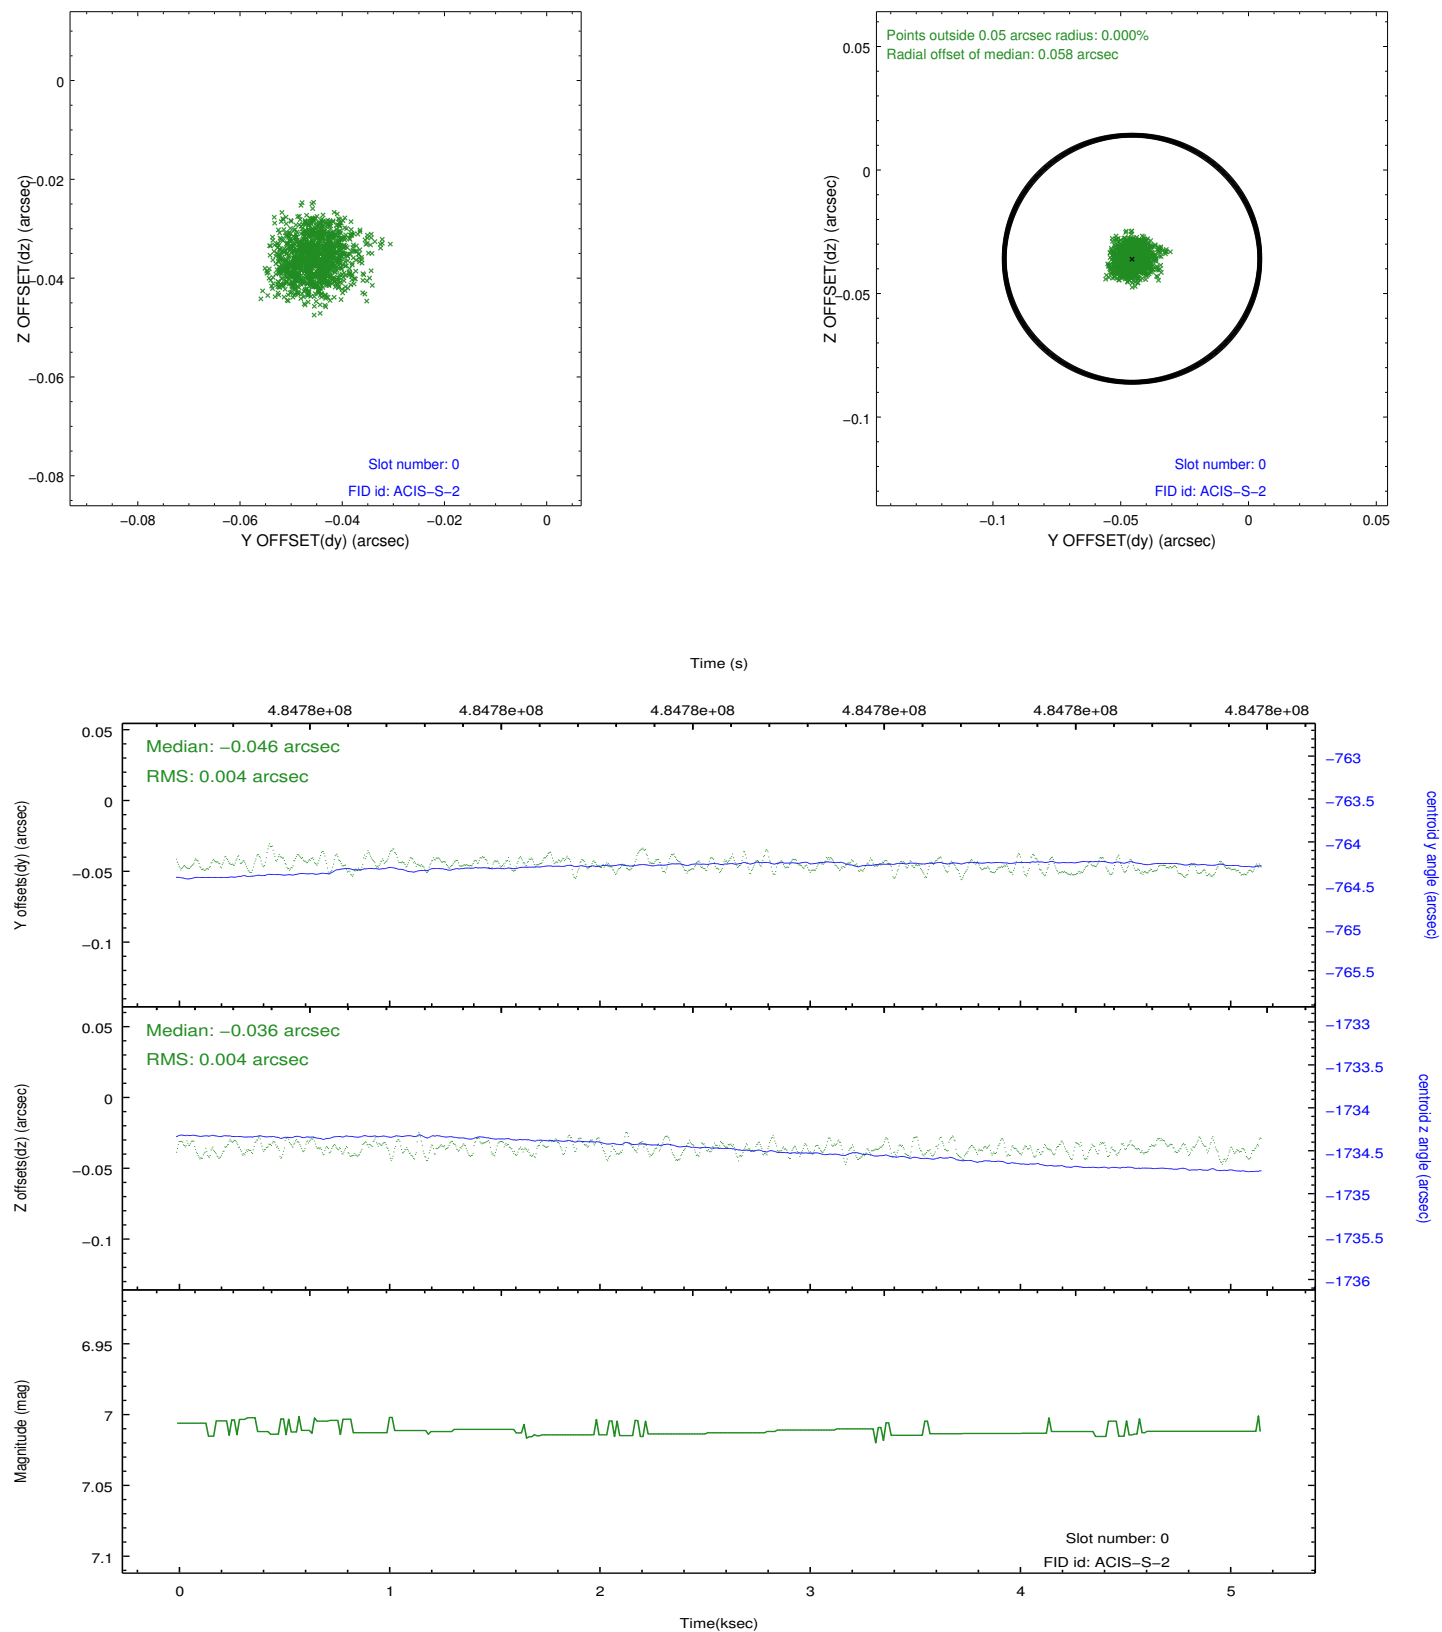 0
−0.02
−0.04
−0.06
−0.08
Z OFFSET(dz) (arcsec)
Slot number: 0
FID id: ACIS−S−2
−0.08
−0.06
−0.04
−0.02
0
Y OFFSET(dy) (arcsec)
Points outside 0.05 arcsec radius: 0.000%
Radial offset of median: 0.058 arcsec
0.05
0
−0.05
−0.1
Z OFFSET(dz) (arcsec)
Slot number: 0
FID id: ACIS−S−2
−0.1
−0.05
0
0.05
Y OFFSET(dy) (arcsec)
Time (s)
4.8478e+08
4.8478e+08
4.8478e+08
4.8478e+08
4.8478e+08
4.8478e+08
Median: −0.046 arcsec
RMS: 0.004 arcsec
0.05
0
−0.05
−0.1
Y offsets(dy) (arcsec)
−763
−763.5
−764
−764.5
−765
−765.5
centroid y angle (arcsec)
Median: −0.036 arcsec
RMS: 0.004 arcsec
0.05
0
−0.05
−0.1
Z offsets(dz) (arcsec)
−1733
−1733.5
−1734
−1734.5
−1735
−1735.5
−1736
centroid z angle (arcsec)
6.95
7
7.05
7.1
Magnitude (mag)
Slot number: 0
FID id: ACIS−S−2
0
1
2
3
4
5
Time(ksec)